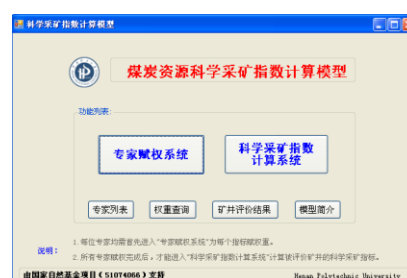 科学采矿指数计算模型
煤炭资源科学采矿指数计算模型
功能列表:
专家赋权系统
科学采矿指数
计算系统
专家列表
权重查询
矿井评价结果
模型简介
说明:
1.每位专家均需首先进入“专家赋权系统”为每个指标赋权重。
2.所有专家赋权完成后,才能进入“科学采矿指数计算系统”计算被评价矿井的科学采矿指标。
由国家自然基金项目(51074066)支持
Henan Polytechnic University